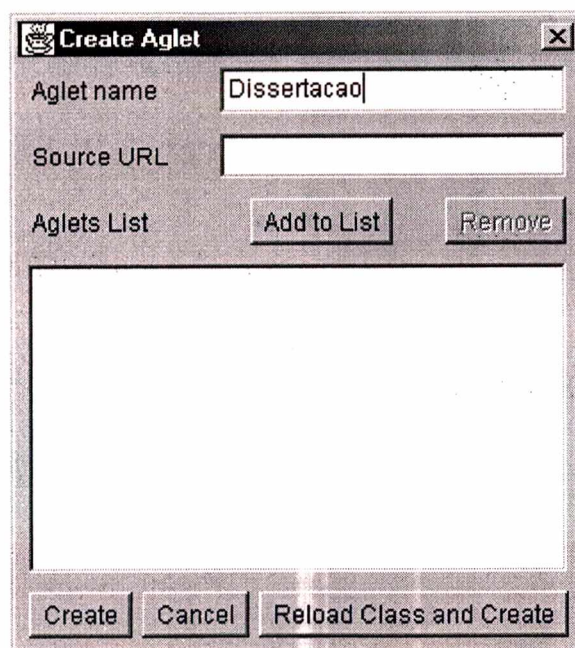 Create Aglet
Aglet name Dissertacao
Source URL
Aglets List Add to List Remove
Create Cancel Reload Class and Create